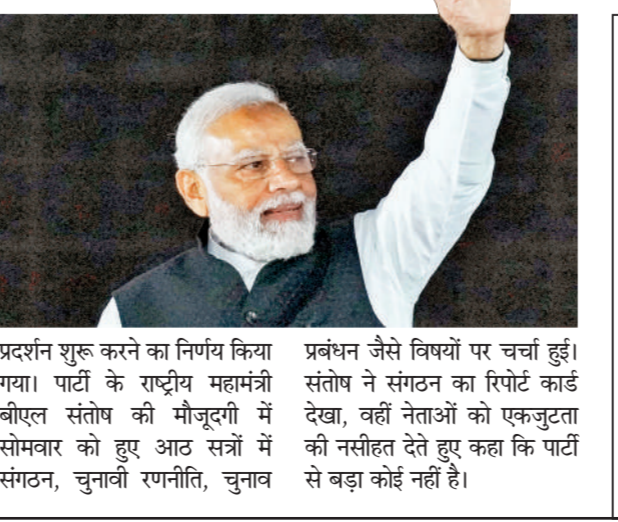 प्रदर्शन शुरू करने का निर्णय किया
गया। पार्टी के राष्ट्रीय महामंत्री
बीएल संतोष की मौजूदगी में
सोमवार को हुए आठ सत्रों में
संगठन, चुनावी रणनीति, चुनाव
प्रबंधन जैसे विषयों पर चर्चा हुई।
संतोष ने संगठन का रिपोर्ट कार्ड
देखा, वहीं नेताओं को एकजुटता
की नसीहत देते हुए कहा कि पार्टी
से बड़ा कोई नहीं है।